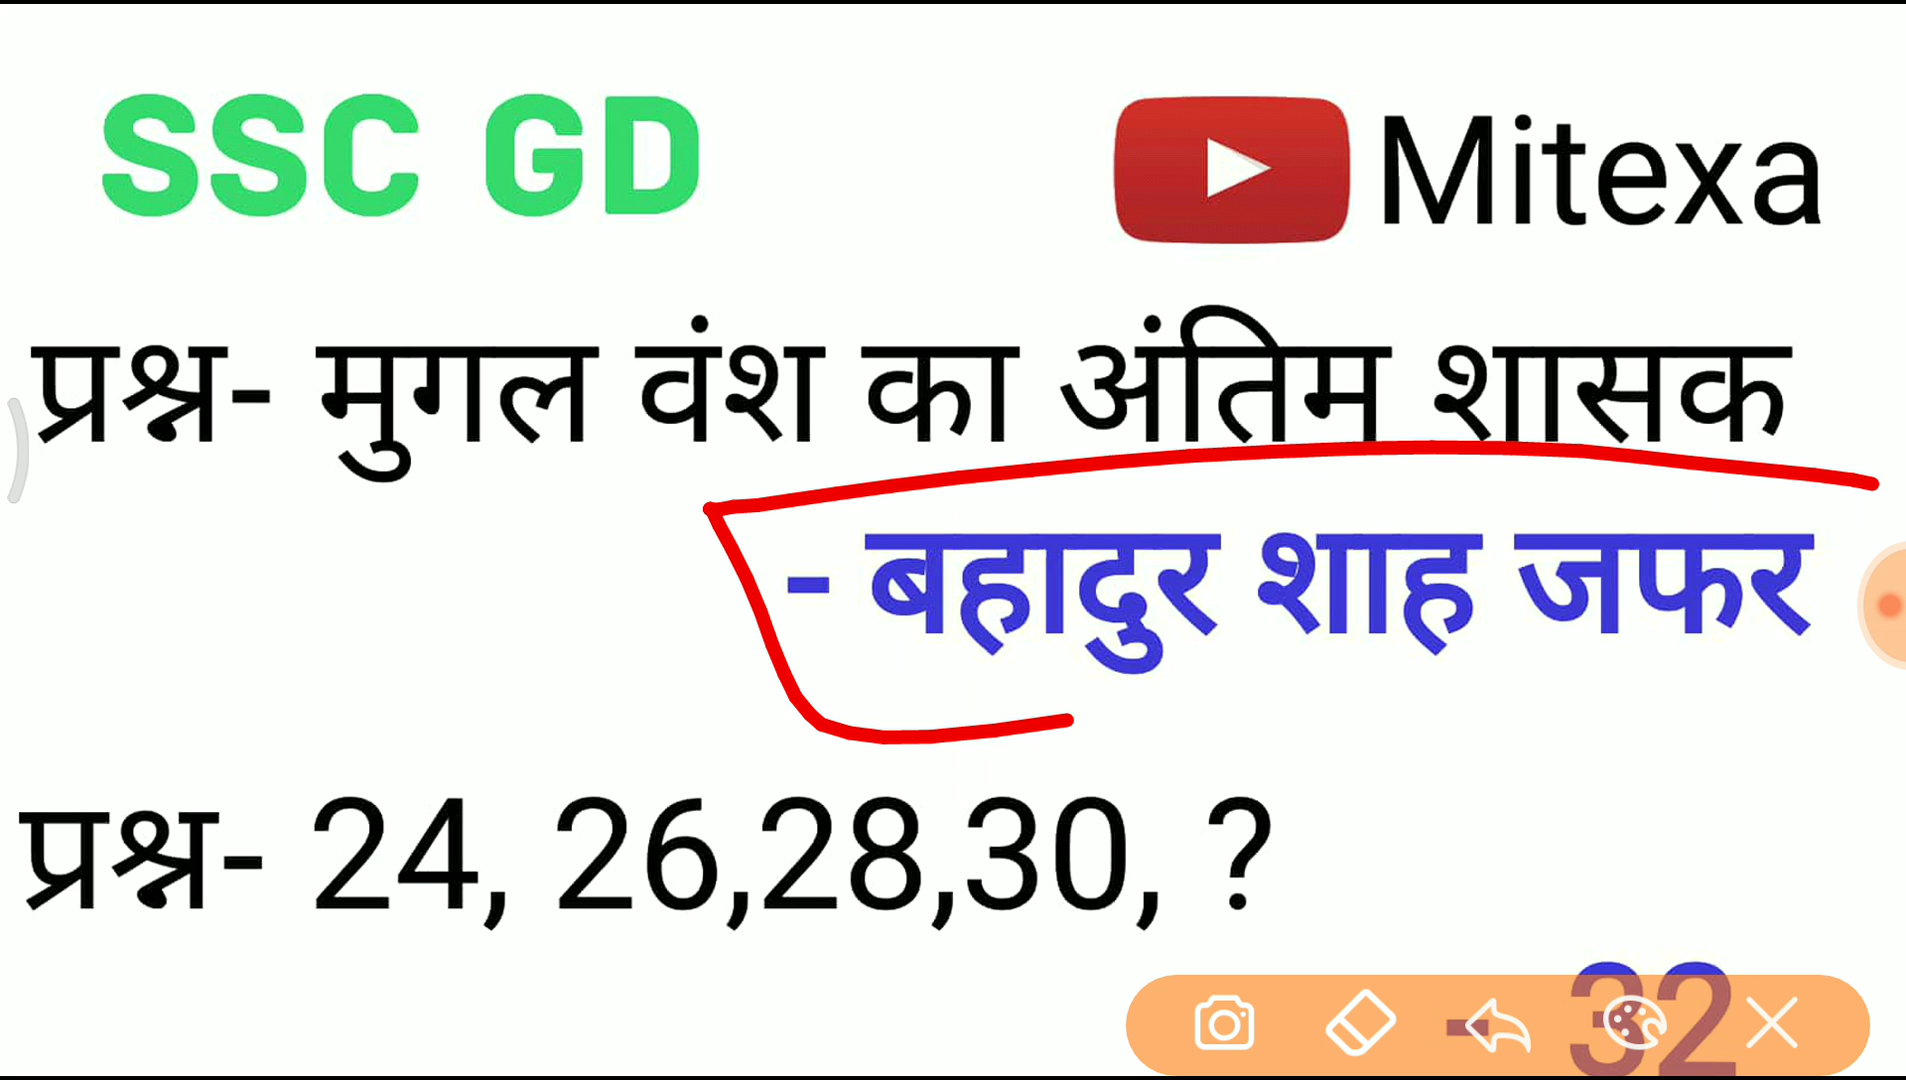 SSC GD
Mitexa
प्रश्न- मुगल वंश का अंतिम शासक
- बहादुर शाह जफर
प्रश्न- 24, 26,28,30, ?
- 32